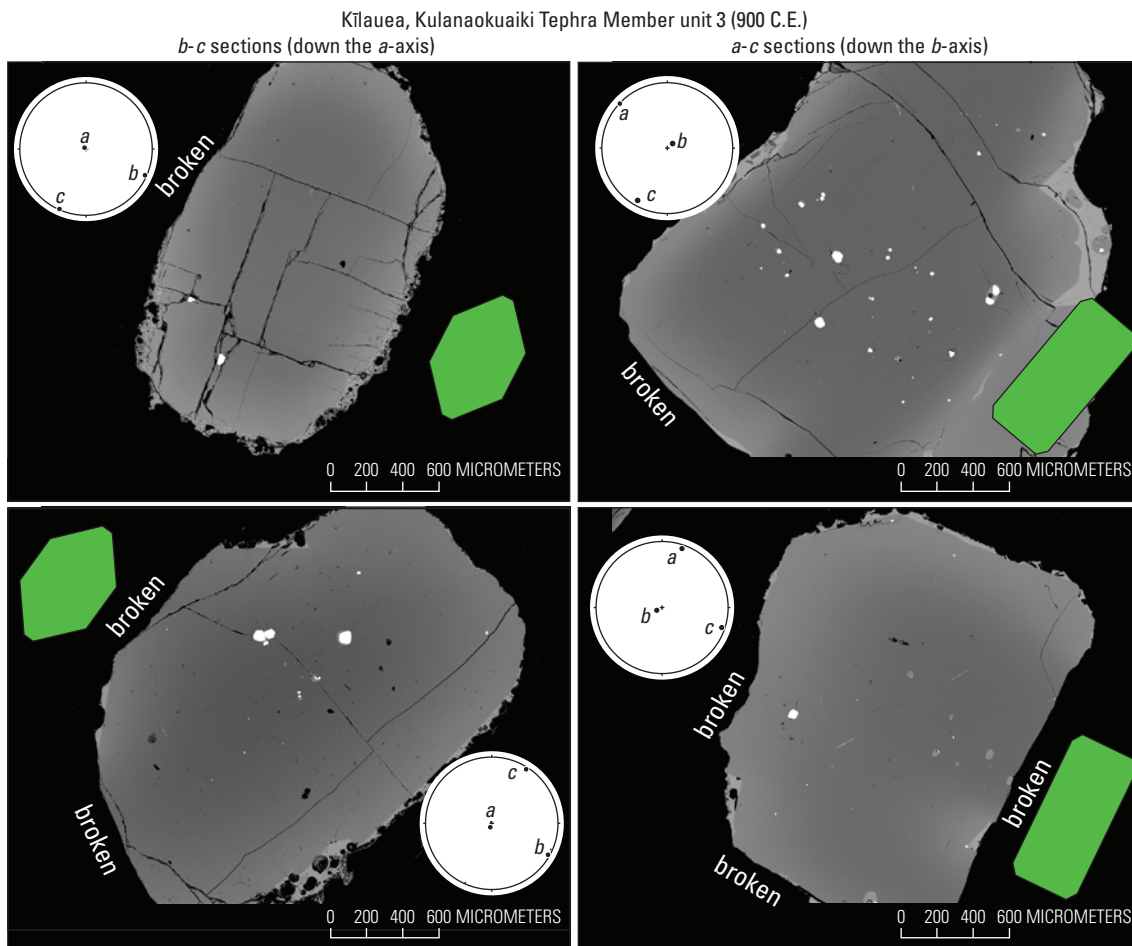 Kīlauea, Kulanaokuaiki Tephra Member unit 3 (900 C.E.)
b-c sections (down the a-axis)
a-c sections (down the b-axis)
a
b
c
broken
0 200 400 600 MICROMETERS
a
b
c
broken
0 200 400 600 MICROMETERS
broken
broken
c
a
b
0 200 400 600 MICROMETERS
a
b
c
broken
broken
broken
0 200 400 600 MICROMETERS